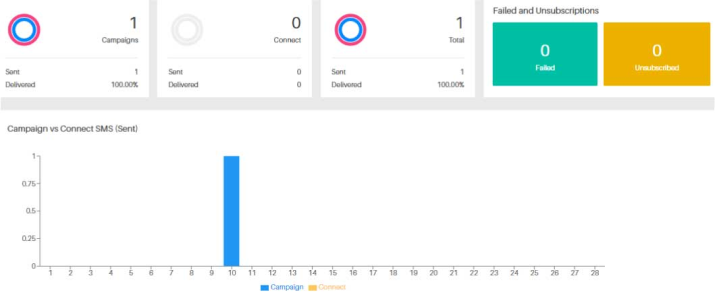 1
Campaigns
Sent 1
Delivered 100.00%
0
Connect
Sent 0
Delivered 0
1
Total
Sent 1
Delivered 100.00%
Failed and Unsubscriptions
0
Failed
0
Unsubscribed
Campaign vs Connect SMS (Sent)
1
0.75
0.5
0.25
0
1 2 3 4 5 6 7 8 9 10 11 12 13 14 15 16 17 18 19 20 21 22 23 24 25 26 27 28
Campaign Connect